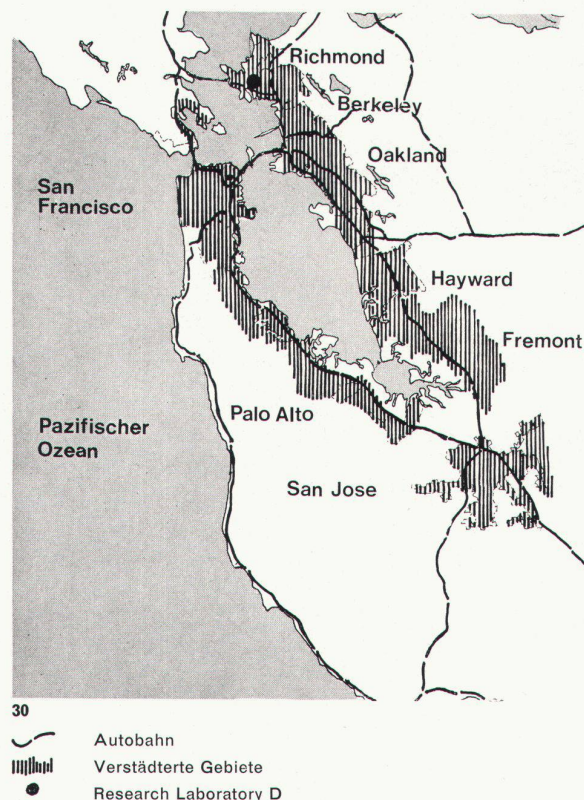 Richmond
Berkeley
Oakland
San
Francisco
Hayward
Fremont
Palo Alto
Pazifischer
Ozean
San Jose
30
Autobahn
Verstädterte Gebiete
Research Laboratory D